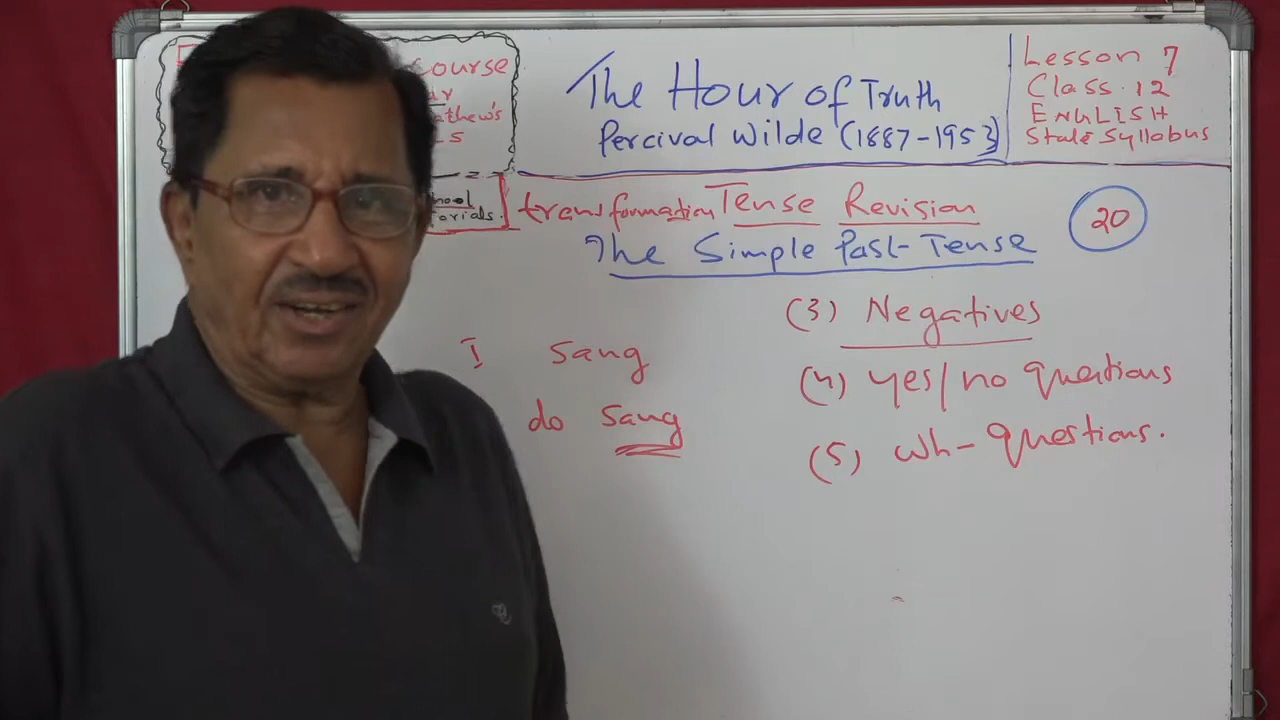 course
athew's
The Hour of Truth
Percival Wilde (1887-1953)
Lesson 7
Class. 12
ENGLISH
State Syllabus
transformation Tense Revision
The Simple Past-Tense
20
(3) Negatives
I sang
(4) yes/no questions
do sang
(5) Wh-Questions.